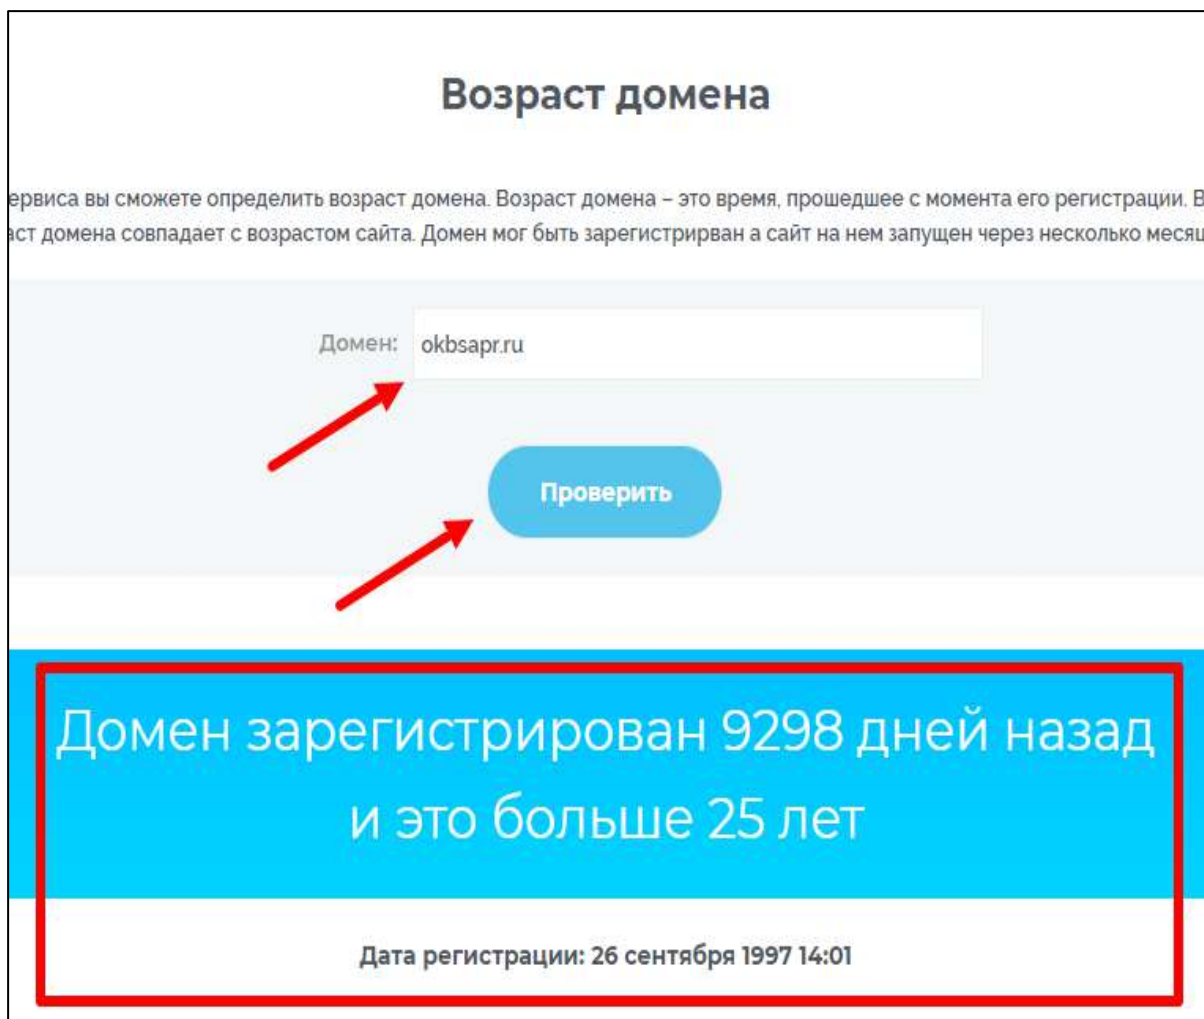 Возраст домена
ервиса вы сможете определить возраст домена. Возраст домена – это время, прошедшее с момента его регистрации. В
аст домена совпадает с возрастом сайта. Домен мог быть зарегистрирван а сайт на нем запущен через несколько месяц
Домен: okbsapr.ru
Проверить
Домен зарегистрирован 9298 дней назад
и это больше 25 лет
Дата регистрации: 26 сентября 1997 14:01